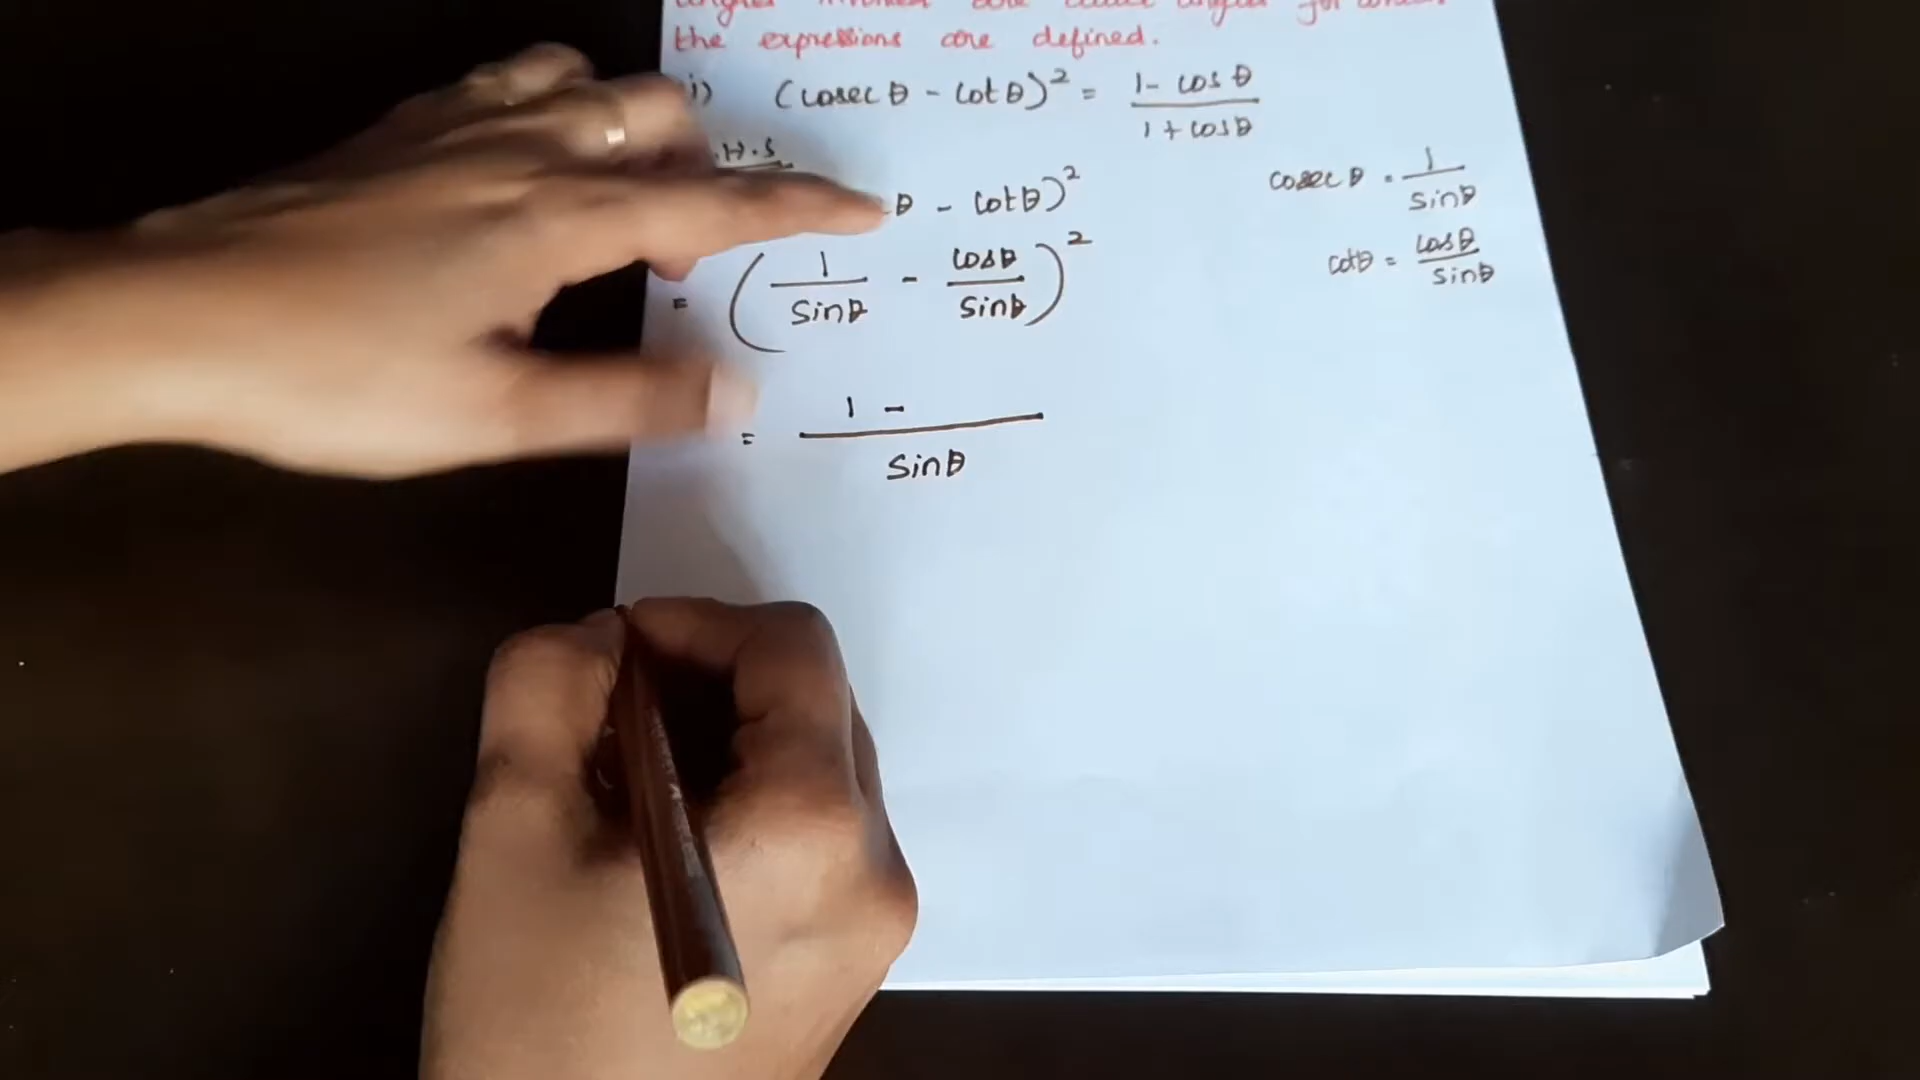 the expressions are defined.
i) (cosec θ - cot θ)² = 1 - cos θ / 1 + cos θ
.H.S
θ - cot θ)²
cosec θ = 1 / sin θ
= (1 / sin θ - cos θ / sin θ)²
cot θ = cos θ / sin θ
= 1 - / sin θ